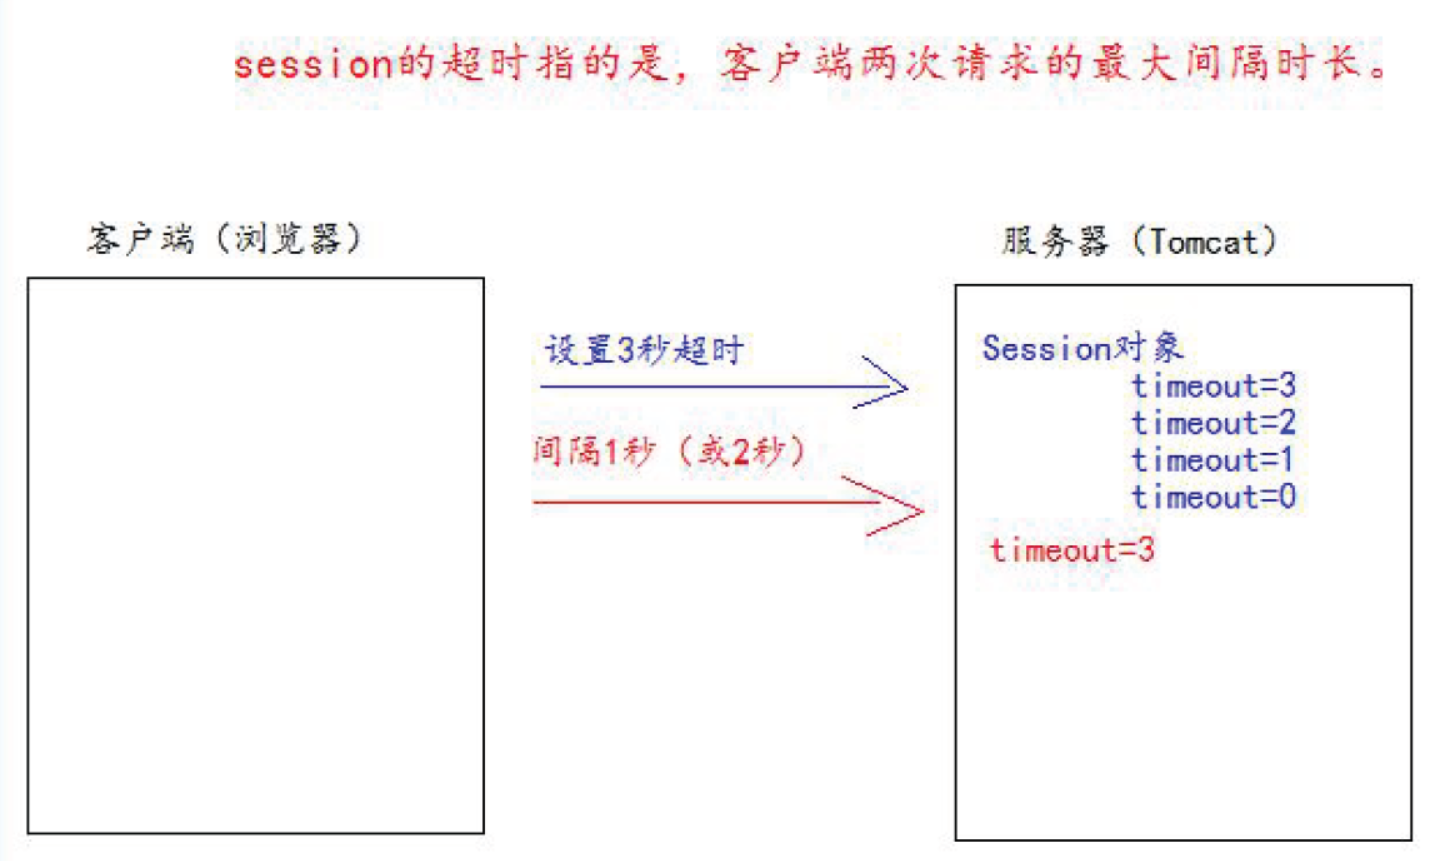 session的超时指的是，客户端两次请求的最大间隔时长。
客户端（浏览器）
服务器（Tomcat）
设置3秒超时
间隔1秒（或2秒）
Session对象
timeout=3
timeout=2
timeout=1
timeout=0
timeout=3